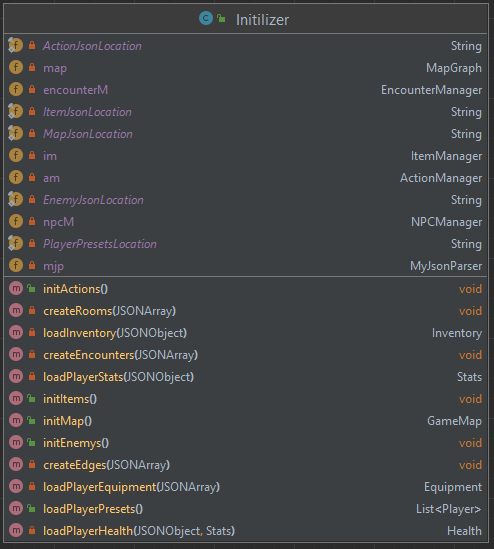 Initilizer
ActionJsonLocation String
map MapGraph
encounterM EncounterManager
ItemJsonLocation String
MapJsonLocation String
im ItemManager
am ActionManager
EnemyJsonLocation String
npcM NPCManager
PlayerPresetsLocation String
mjp MyJsonParser
initActions() void
createRooms(JSONArray) void
loadInventory(JSONObject) Inventory
createEncounters(JSONArray) void
loadPlayerStats(JSONObject) Stats
initItems() void
initMap() GameMap
initEnemys() void
createEdges(JSONArray) void
loadPlayerEquipment(JSONArray) Equipment
loadPlayerPresets() List<Player>
loadPlayerHealth(JSONObject, Stats) Health